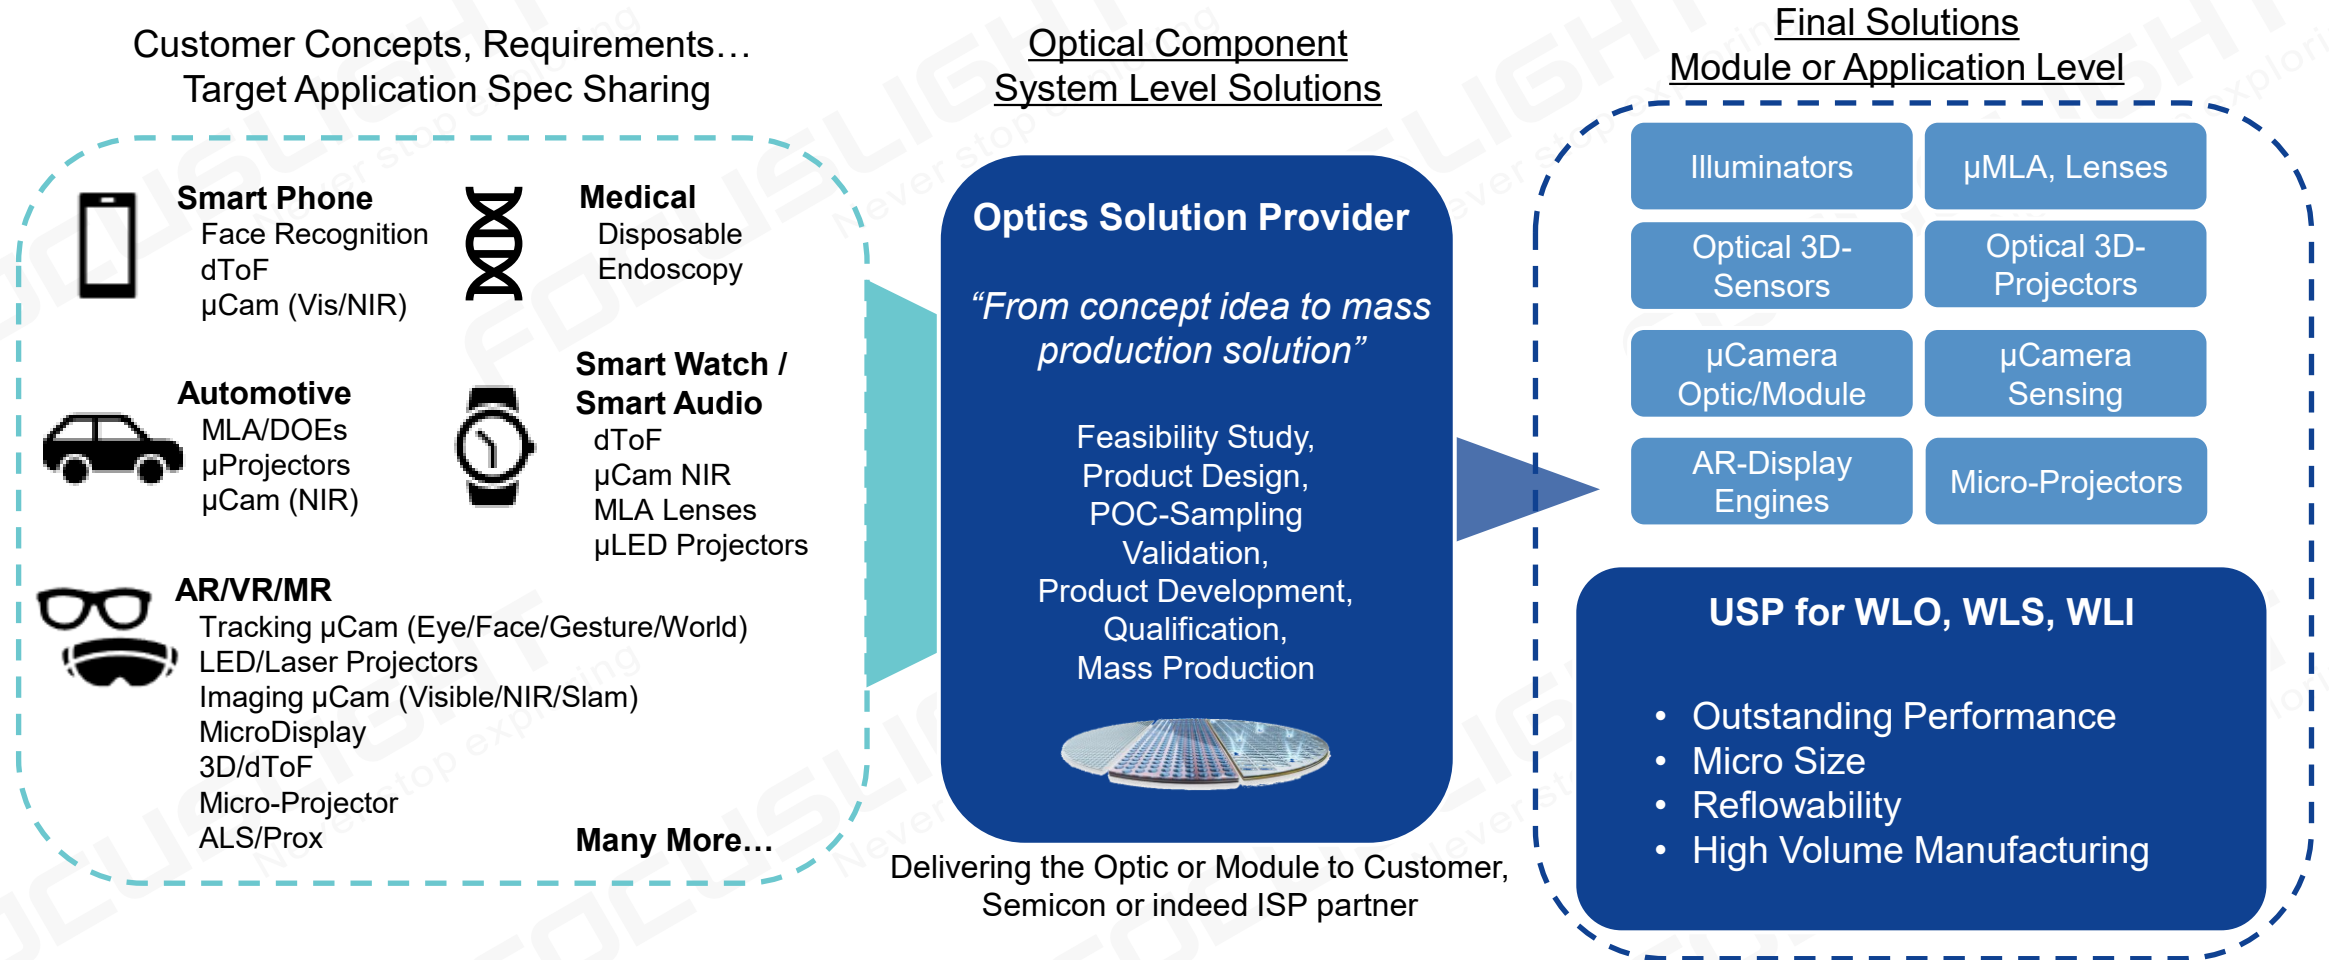 Customer Concepts, Requirements…
Target Application Spec Sharing
Smart Phone
Face Recognition
dToF
µCam (Vis/NIR)
Medical
Disposable
Endoscopy
Automotive
MLA/DOEs
µProjectors
µCam (NIR)
Smart Watch /
Smart Audio
dToF
µCam NIR
MLA Lenses
µLED Projectors
AR/VR/MR
Tracking µCam (Eye/Face/Gesture/World)
LED/Laser Projectors
Imaging µCam (Visible/NIR/Slam)
MicroDisplay
3D/dToF
Micro-Projector
ALS/Prox
Many More…
Optical Component
System Level Solutions
Optics Solution Provider
“From concept idea to mass
production solution”
Feasibility Study,
Product Design,
POC-Sampling
Validation,
Product Development,
Qualification,
Mass Production
Delivering the Optic or Module to Customer,
Semicon or indeed ISP partner
Final Solutions
Module or Application Level
Illuminators
µMLA, Lenses
Optical 3D-
Sensors
Optical 3D-
Projectors
µCamera
Optic/Module
µCamera
Sensing
AR-Display
Engines
Micro-Projectors
USP for WLO, WLS, WLI
• Outstanding Performance
• Micro Size
• Reflowability
• High Volume Manufacturing
FOCUSLIGHT
Never stop exploring